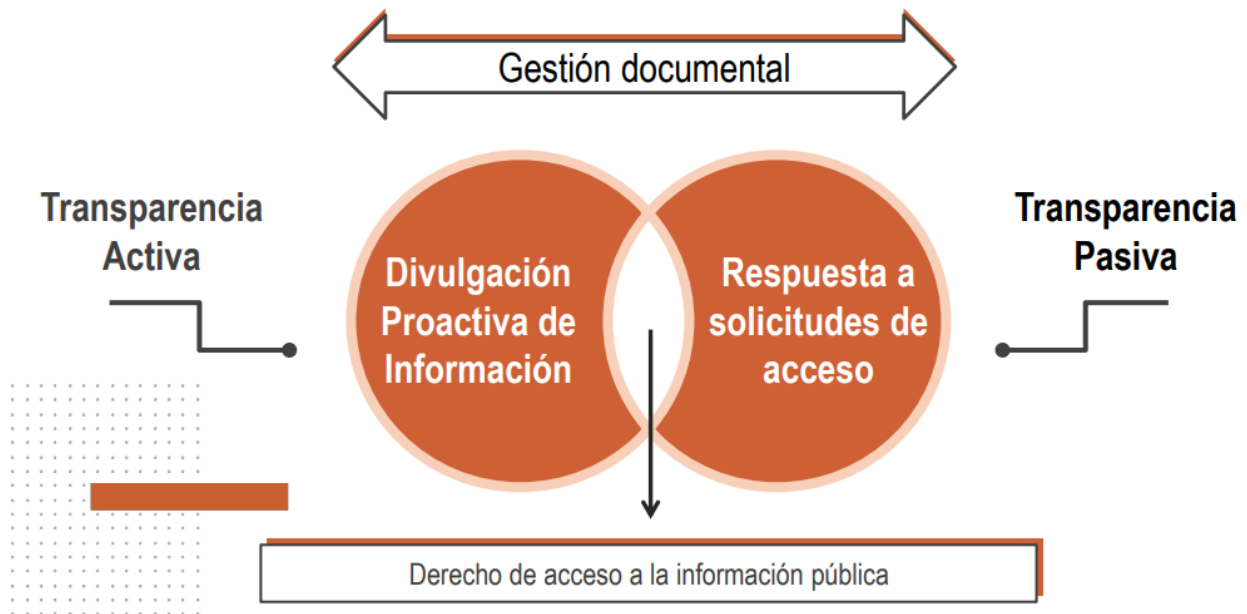 Gestión documental
Transparencia
Activa
Divulgación
Proactiva de
Información
Respuesta a
solicitudes de
acceso
Transparencia
Pasiva
Derecho de acceso a la información pública